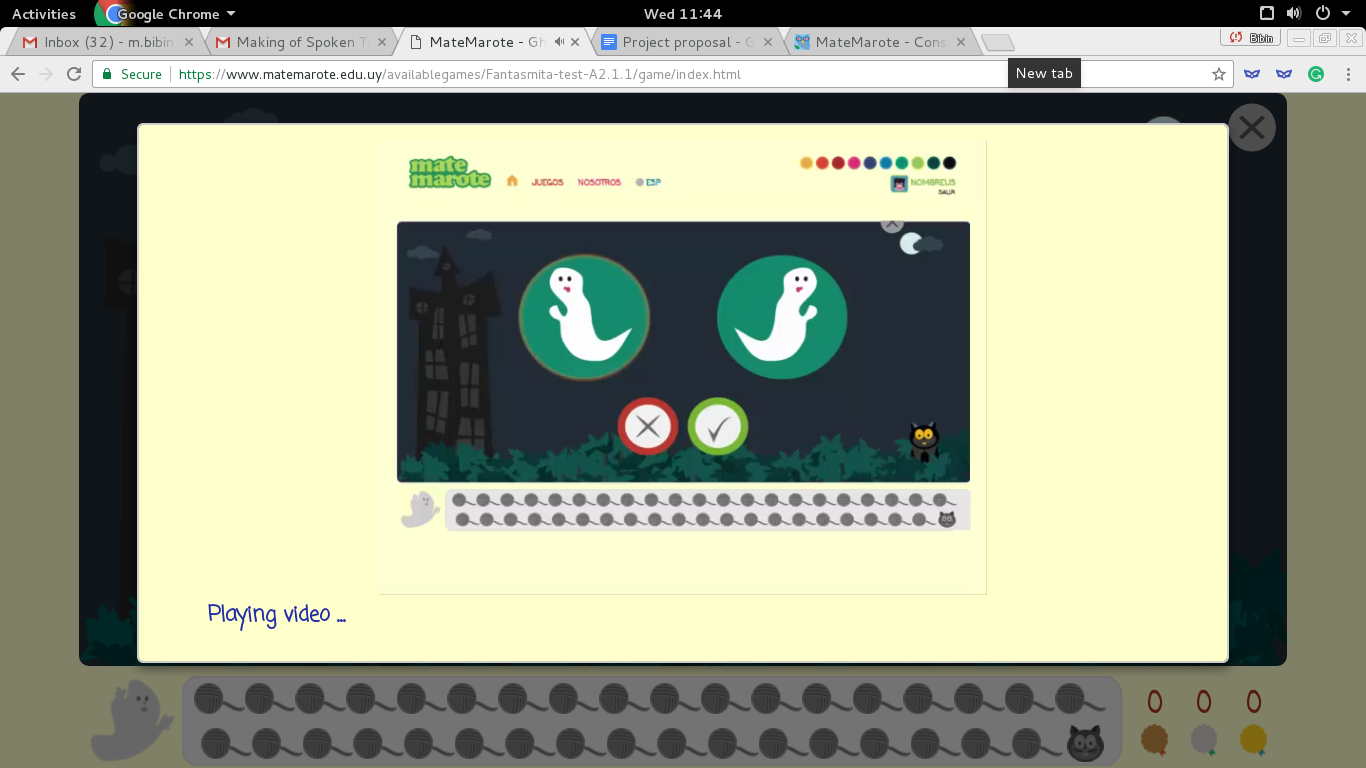 Activities Google Chrome Wed 11:44
Inbox (32) - m.bibin MateMarote - Gh Project proposal - G MateMarote - Cons Bibin
Making of Spoken T
Secure https://www.matemarote.edu.uy/availablegames/Fantasmita-test-A2.1.1/game/index.html
New tab
mate
marote
JUEGOS NOSOTROS ESP NOMBREUS
SALIR
Playing video ...
0 0 0